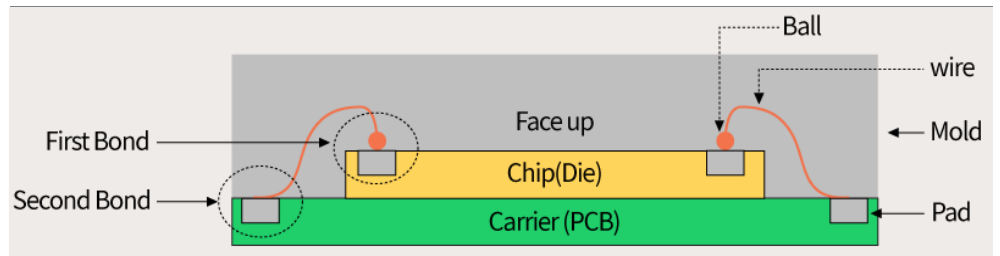 Ball
wire
First Bond
Face up
Mold
Chip(Die)
Second Bond
Carrier (PCB)
Pad